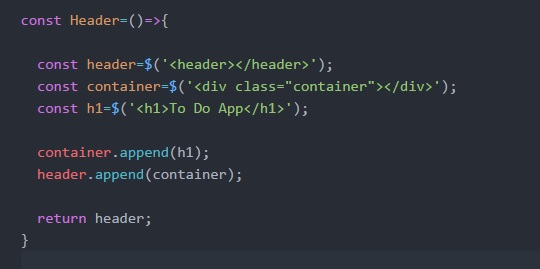 const Header=()=>{
const header=$('<header></header>');
const container=$('<div class="container"></div>');
const h1=$('<h1>To Do App</h1>');
container.append(h1);
header.append(container);
return header;
}